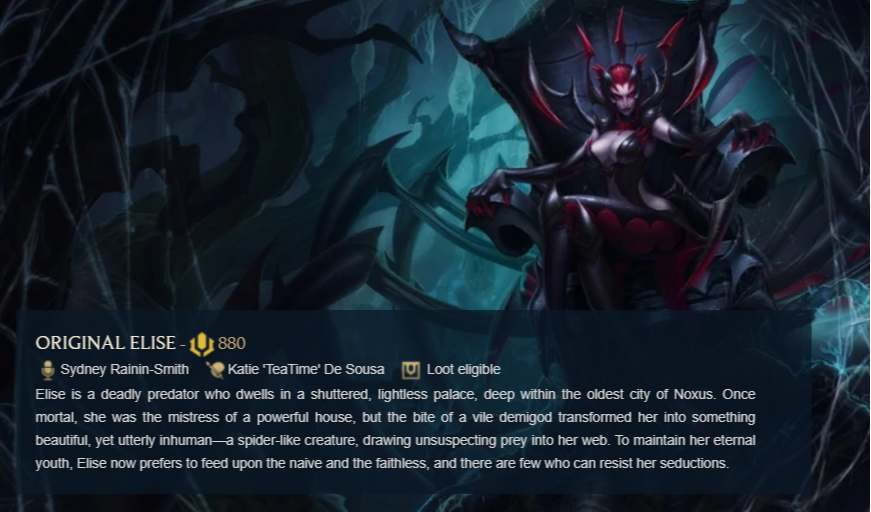 ORIGINAL ELISE - 880
Sydney Rainin-Smith Katie 'TeaTime' De Sousa Loot eligible
Elise is a deadly predator who dwells in a shuttered, lightless palace, deep within the oldest city of Noxus. Once
mortal, she was the mistress of a powerful house, but the bite of a vile demigod transformed her into something
beautiful, yet utterly inhuman—a spider-like creature, drawing unsuspecting prey into her web. To maintain her eternal
youth, Elise now prefers to feed upon the naive and the faithless, and there are few who can resist her seductions.